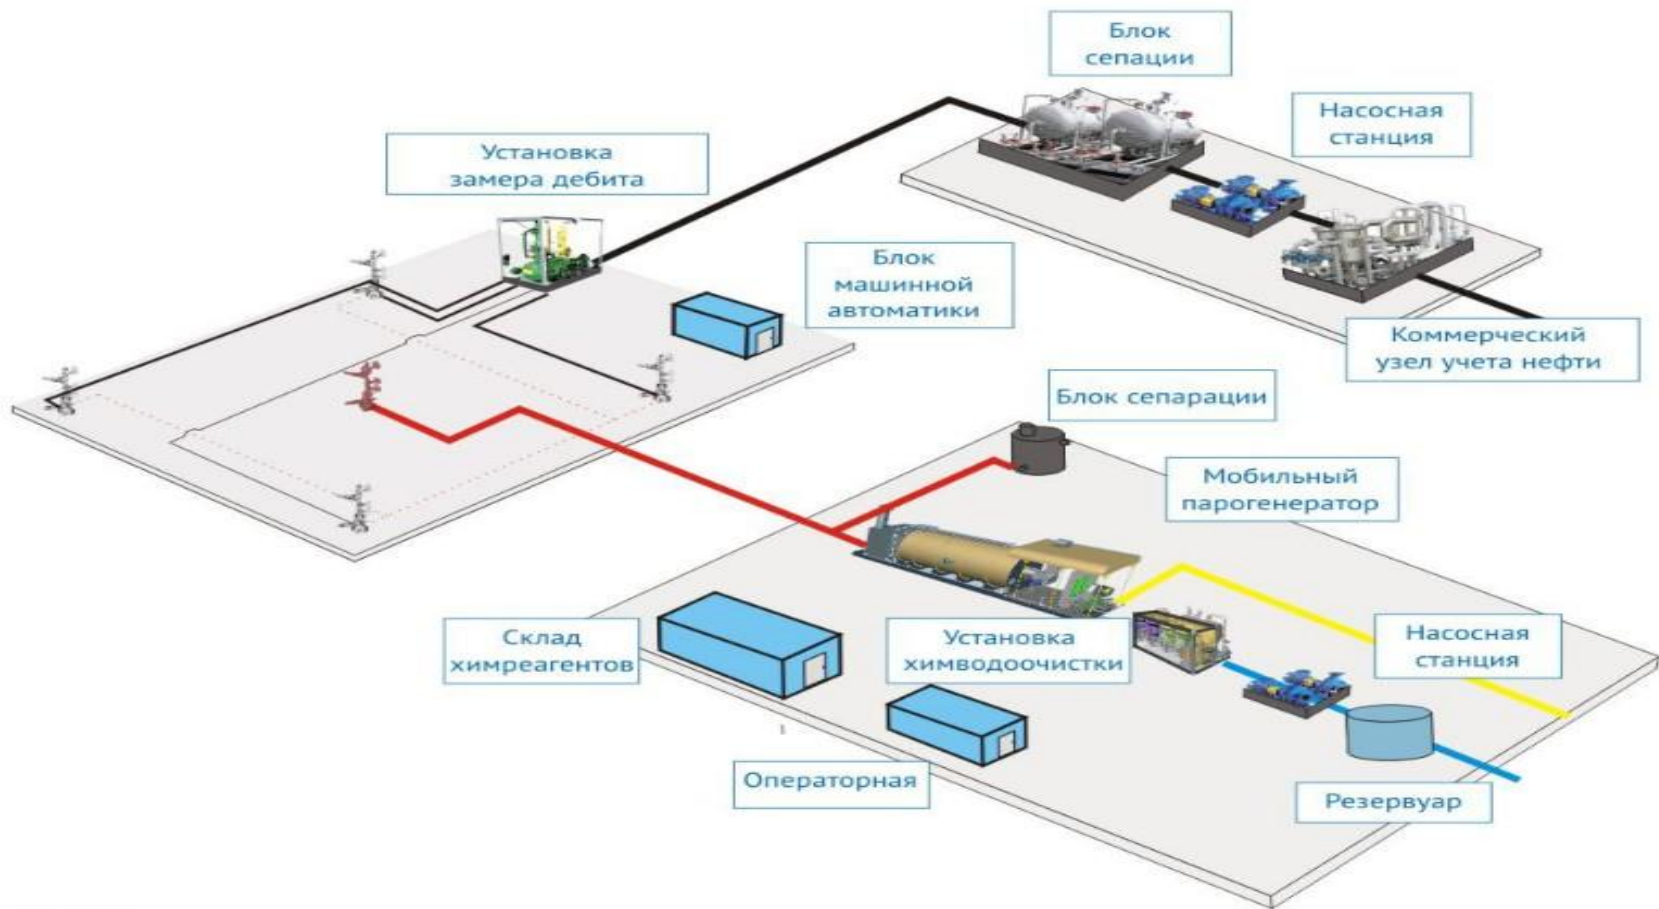 Блок
сепации
Насосная
станция
Установка
замера дебита
Блок
машинной
автоматики
Коммерческий
узел учета нефти
Блок сепарации
Мобильный
парогенератор
Склад
химреагентов
Установка
химводоочистки
Насосная
станция
Операторная
Резервуар